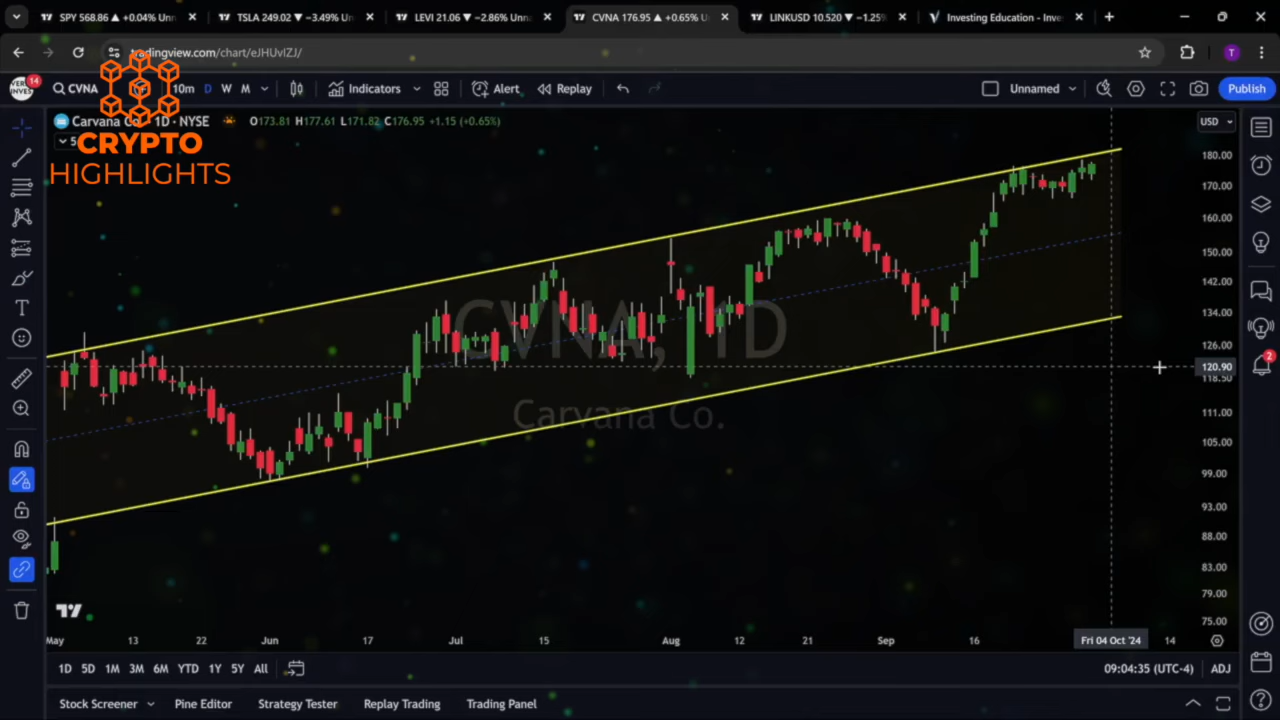 SPY 568.86 ▲ +0.04% Unn
TSLA 249.02 ▼ −3.49% Unn
LEVI 21.06 ▼ −2.86% Unn
CVNA 176.95 ▲ +0.65% U
LINKUSD 10.520 ▼ −1.25%
Investing Education - Inve
tradingview.com/chart/eJHUvIZJ/
T
14
CVNA
10m
D
W
M
Indicators
Alert
Replay
Unnamed
Publish
Carvana Co. · 1D · NYSE
O173.81 H177.61 L171.82 C176.95 +1.15 (+0.65%)
5
USD
CRYPTO
HIGHLIGHTS
CVNA, 1D
Carvana Co.
180.00
170.00
160.00
150.00
142.00
134.00
126.00
120.90
118.50
111.00
105.00
99.00
93.00
88.00
83.00
79.00
75.00
2
May
13
22
Jun
17
Jul
15
Aug
12
21
Sep
16
Fri 04 Oct '24
14
1D
5D
1M
3M
6M
YTD
1Y
5Y
All
09:04:35 (UTC-4)
ADJ
Stock Screener
Pine Editor
Strategy Tester
Replay Trading
Trading Panel